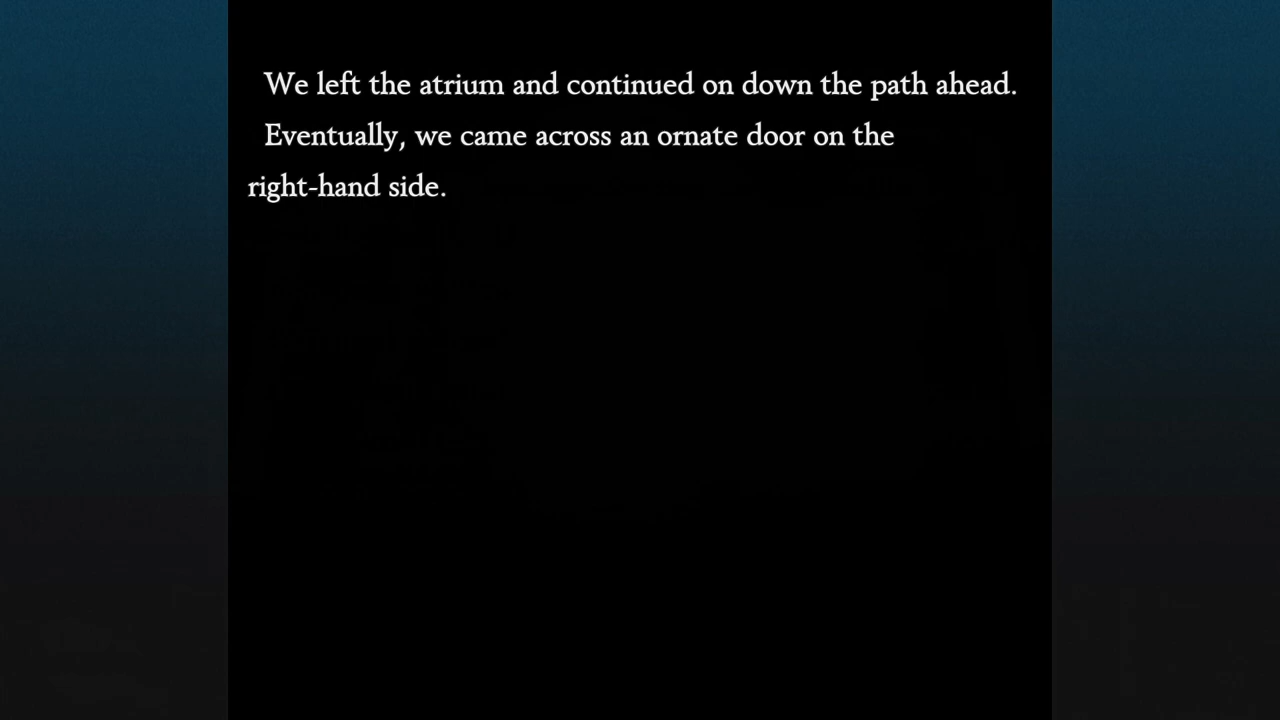 We left the atrium and continued on down the path ahead.
Eventually, we came across an ornate door on the
right-hand side.